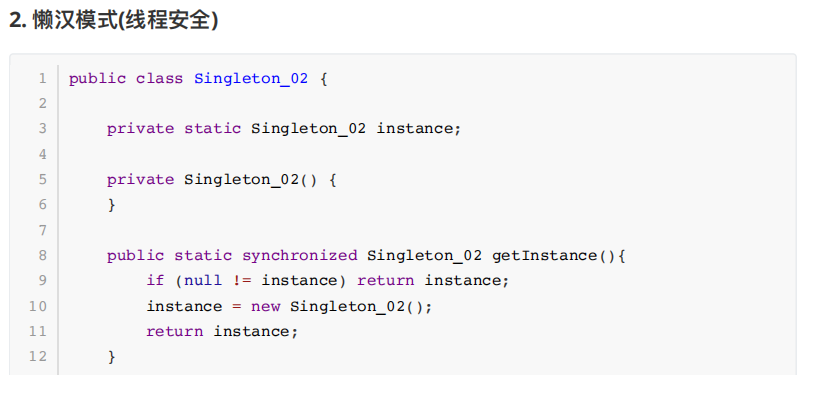 2. 懒汉模式(线程安全)
1 public class Singleton_02 {
2
3     private static Singleton_02 instance;
4
5     private Singleton_02() {
6     }
7
8     public static synchronized Singleton_02 getInstance(){
9         if (null != instance) return instance;
10         instance = new Singleton_02();
11         return instance;
12     }